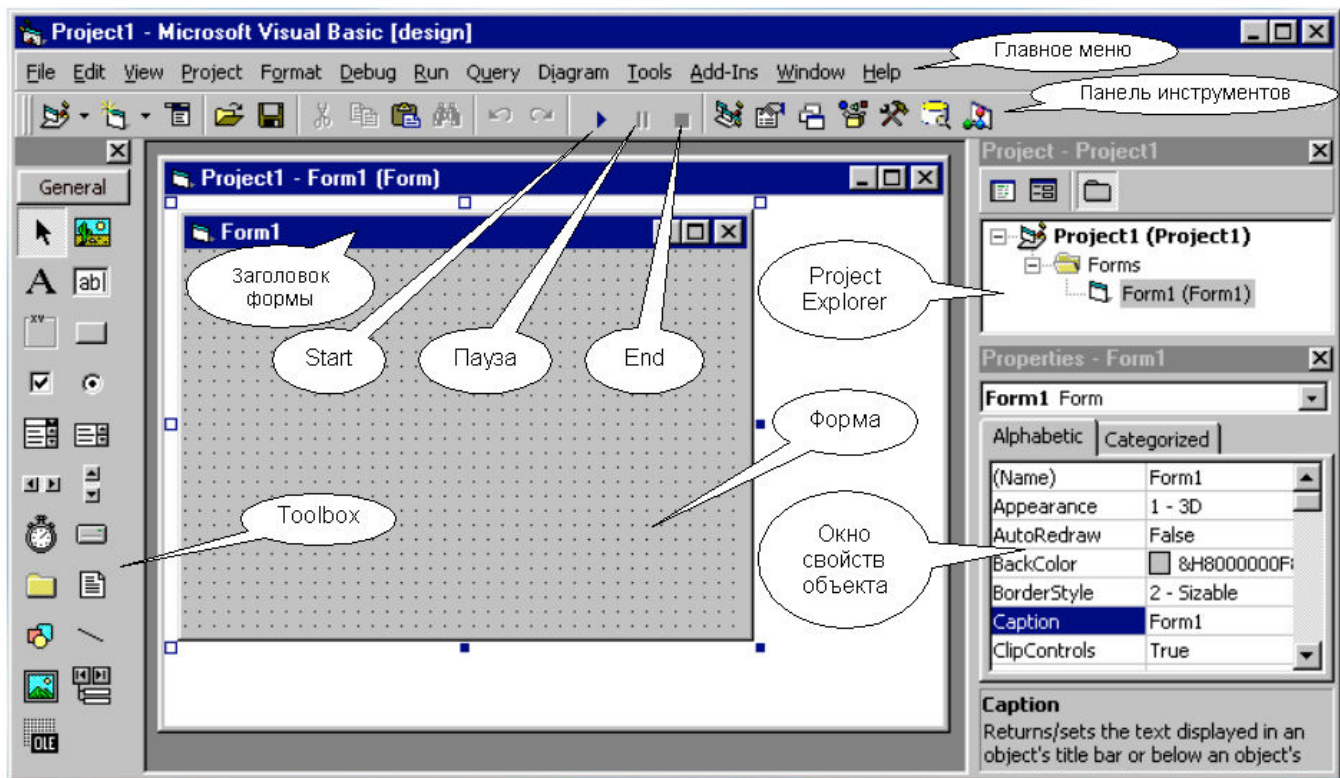 Project1 - Microsoft Visual Basic [design]
Главное меню
File Edit View Project Format Debug Run Query Diagram Tools Add-Ins Window Help
Панель инструментов
General
Project1 - Form1 (Form)
Project - Project1
Form1
Заголовок
формы
Project1 (Project1)
Forms
Form1 (Form1)
Project
Explorer
A
ab
XY
Start
Пауза
End
Properties - Form1
Form1 Form
Форма
Alphabetic Categorized
(Name) Form1
Appearance 1 - 3D
AutoRedraw False
BackColor &H8000000F&
BorderStyle 2 - Sizable
Caption Form1
ClipControls True
Toolbox
Окно
свойств
объекта
OLE
Caption
Returns/sets the text displayed in an
object's title bar or below an object's